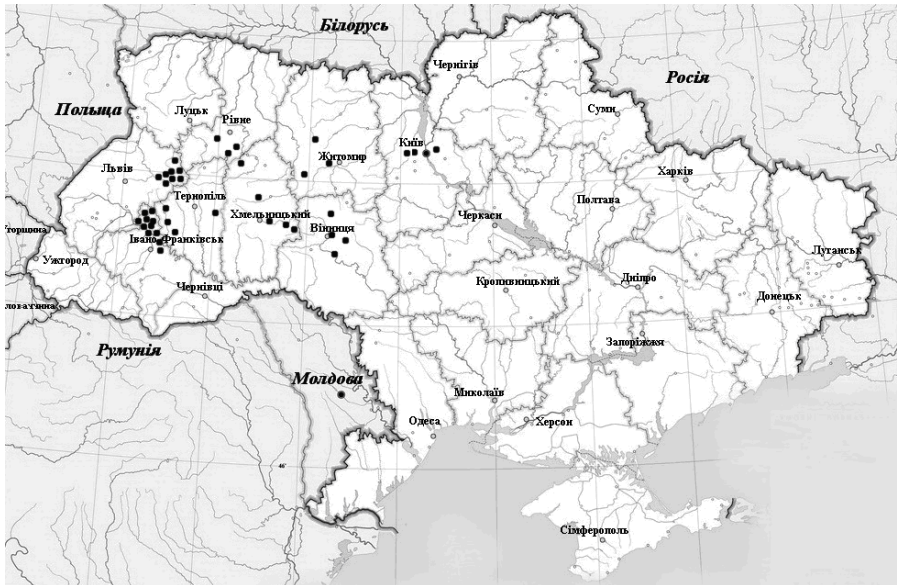 Білорусь
Росія
Польща
Чернігів
Суми
Луцьк
Рівне
Київ
Житомир
Львів
Харків
Тернопіль
Полтава
Хмельницький
Черкаси
Вінниця
Івано-Франківськ
Луганськ
Ужгород
Дніпро
Кропивницький
Чернівці
Донецьк
Запоріжжя
Румунія
Молдова
Миколаїв
Одеса
Херсон
46
Сімферополь